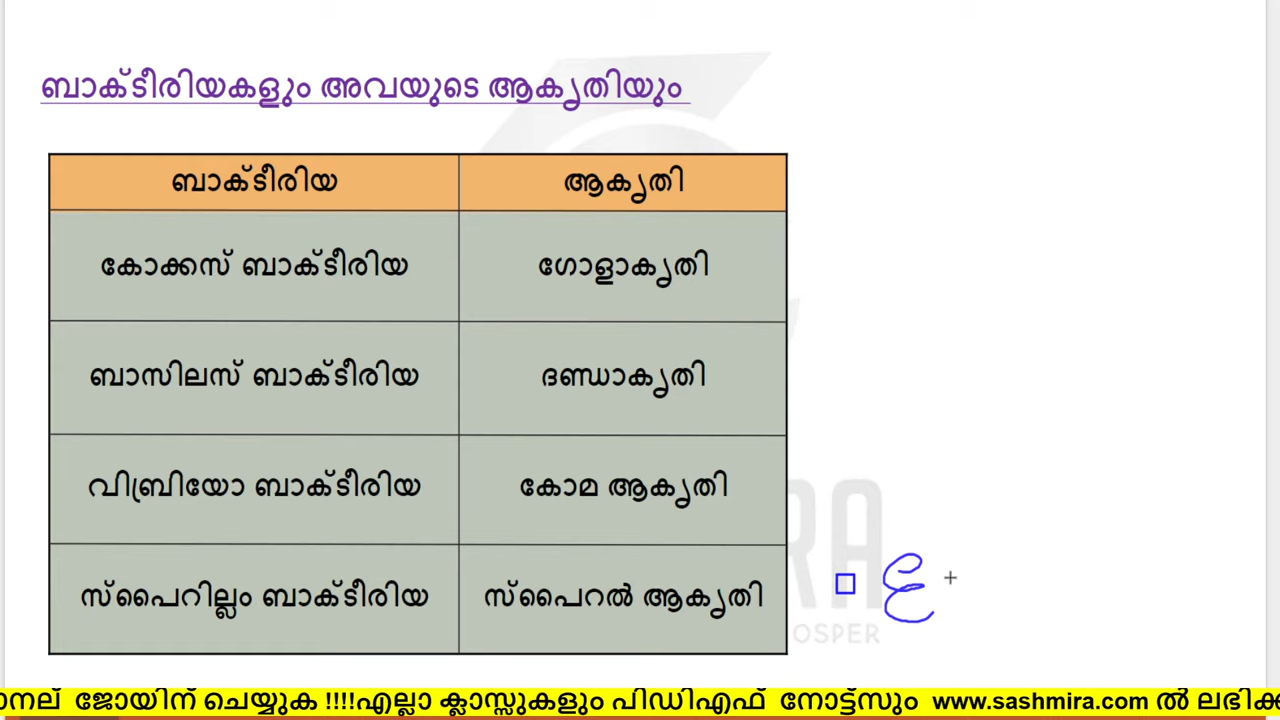 ബാക്ടീരിയകളും അവയുടെ ആകൃതിയും
ബാക്ടീരിയ ആകൃതി
കോക്കസ് ബാക്ടീരിയ ഗോളാകൃതി
ബാസിലസ് ബാക്ടീരിയ ദണ്ഡാകൃതി
വിബ്രിയോ ബാക്ടീരിയ കോമ ആകൃതി
സ്പൈറില്ലം ബാക്ടീരിയ സ്പൈറൽ ആകൃതി
ജോയിന് ചെയ്യുക !!!!എല്ലാ ക്ലാസ്സുകളും പിഡിഎഫ് നോട്ട്സും www.sashmira.com ൽ